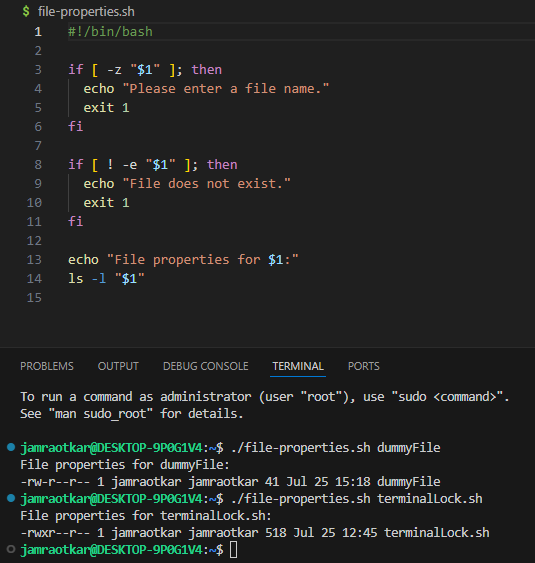 $ file-properties.sh
1 #!/bin/bash
2
3 if [ -z "$1" ]; then
4   echo "Please enter a file name."
5   exit 1
6 fi
7
8 if [ ! -e "$1" ]; then
9   echo "File does not exist."
10   exit 1
11 fi
12
13 echo "File properties for $1:"
14 ls -l "$1"
15
PROBLEMS OUTPUT DEBUG CONSOLE TERMINAL PORTS
To run a command as administrator (user "root"), use "sudo <command>".
See "man sudo_root" for details.
jamraotkar@DESKTOP-9P0G1V4:~$ ./file-properties.sh dummyFile
File properties for dummyFile:
-rw-r--r-- 1 jamraotkar jamraotkar 41 Jul 25 15:18 dummyFile
jamraotkar@DESKTOP-9P0G1V4:~$ ./file-properties.sh terminalLock.sh
File properties for terminalLock.sh:
-rwxr--r-- 1 jamraotkar jamraotkar 518 Jul 25 12:45 terminalLock.sh
jamraotkar@DESKTOP-9P0G1V4:~$